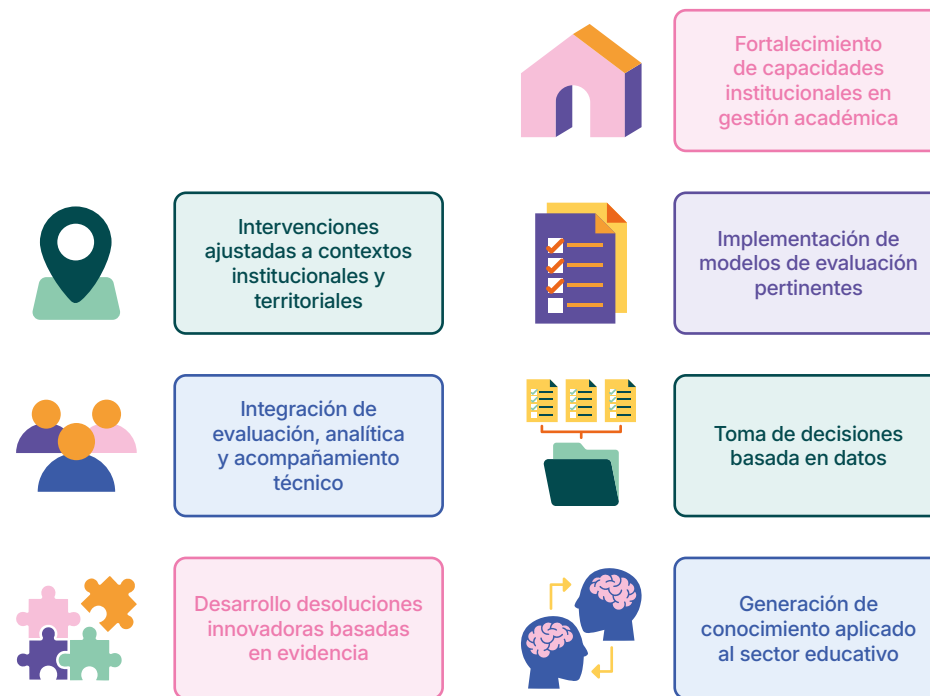 Fortalecimiento
de capacidades
institucionales en
gestión académica
Intervenciones
ajustadas a contextos
institucionales y
territoriales
Implementación de
modelos de evaluación
pertinentes
Integración de
evaluación, analítica
y acompañamiento
técnico
Toma de decisiones
basada en datos
Desarrollo desoluciones
innovadoras basadas
en evidencia
Generación de
conocimiento aplicado
al sector educativo